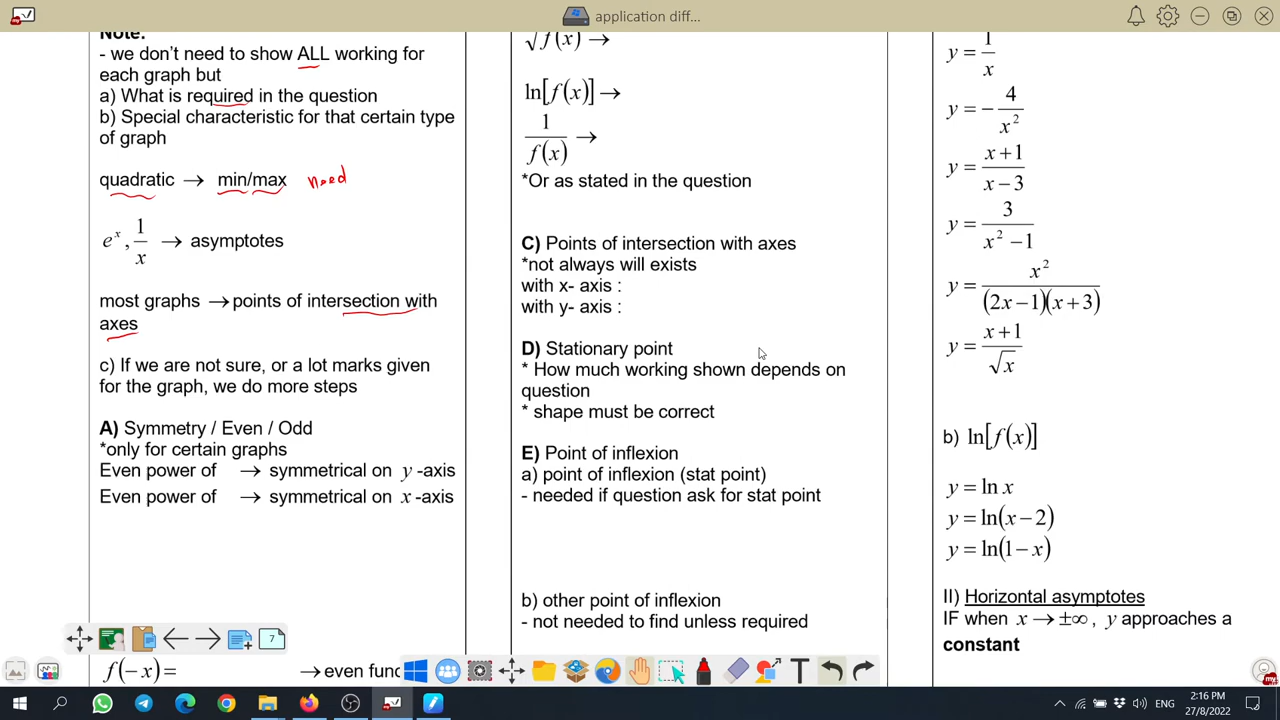 application diff...
Note:
- we don't need to show ALL working for
each graph but
a) What is required in the question
b) Special characteristic for that certain type
of graph
quadratic → min/max need
e^x, 1/x → asymptotes
most graphs → points of intersection with
axes
c) If we are not sure, or a lot marks given
for the graph, we do more steps
A) Symmetry / Even / Odd
*only for certain graphs
Even power of → symmetrical on y -axis
Even power of → symmetrical on x -axis
f(−x)= → even func
√f(x) →
ln[f(x)] →
1/f(x) →
*Or as stated in the question
C) Points of intersection with axes
*not always will exists
with x- axis :
with y- axis :
D) Stationary point
* How much working shown depends on
question
* shape must be correct
E) Point of inflexion
a) point of inflexion (stat point)
- needed if question ask for stat point
b) other point of inflexion
- not needed to find unless required
y = 1/x
y = − 4/x²
y = (x+1)/(x−3)
y = 3/(x²−1)
y = x²/((2x−1)(x+3))
y = (x+1)/√x
b) ln[f(x)]
y = ln x
y = ln(x−2)
y = ln(1−x)
II) Horizontal asymptotes
IF when x → ±∞, y approaches a
constant
7
ENG
2:16 PM
27/8/2022